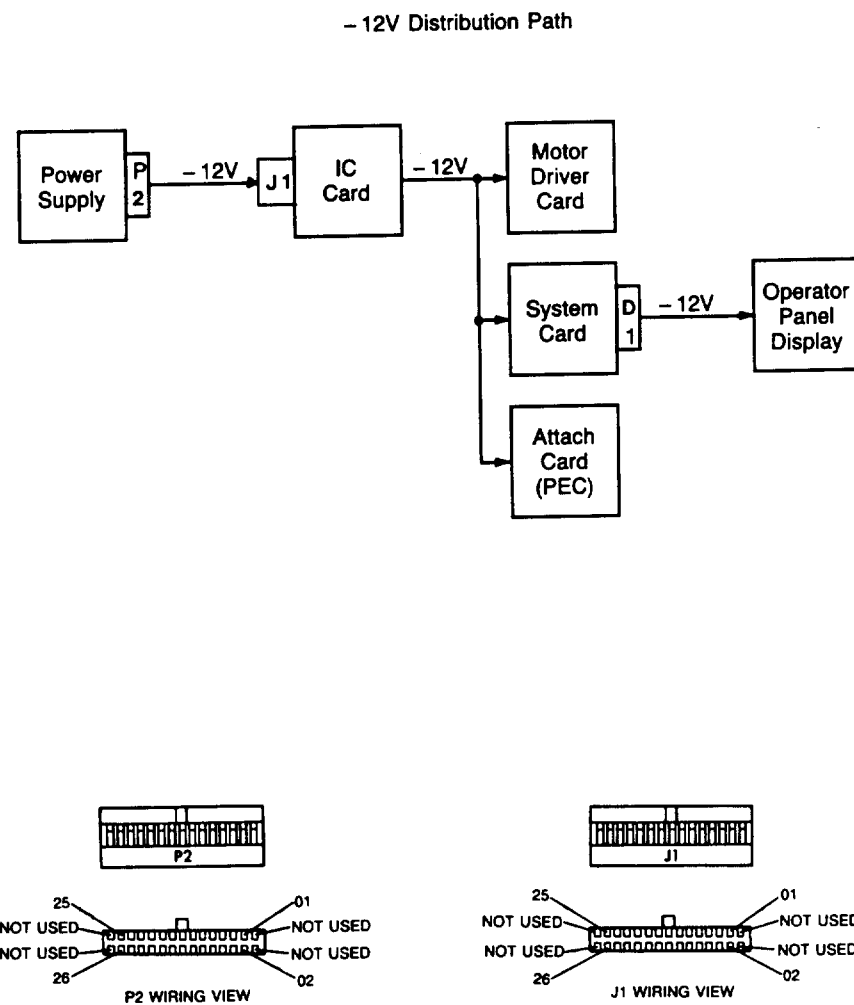 – 12V Distribution Path
Power
Supply
P
2
– 12V
J 1
IC
Card
– 12V
Motor
Driver
Card
System
Card
D
1
– 12V
Operator
Panel
Display
Attach
Card
(PEC)
P2
J1
25
01
NOT USED
NOT USED
NOT USED
NOT USED
26
02
P2 WIRING VIEW
25
01
NOT USED
NOT USED
NOT USED
NOT USED
26
02
J1 WIRING VIEW